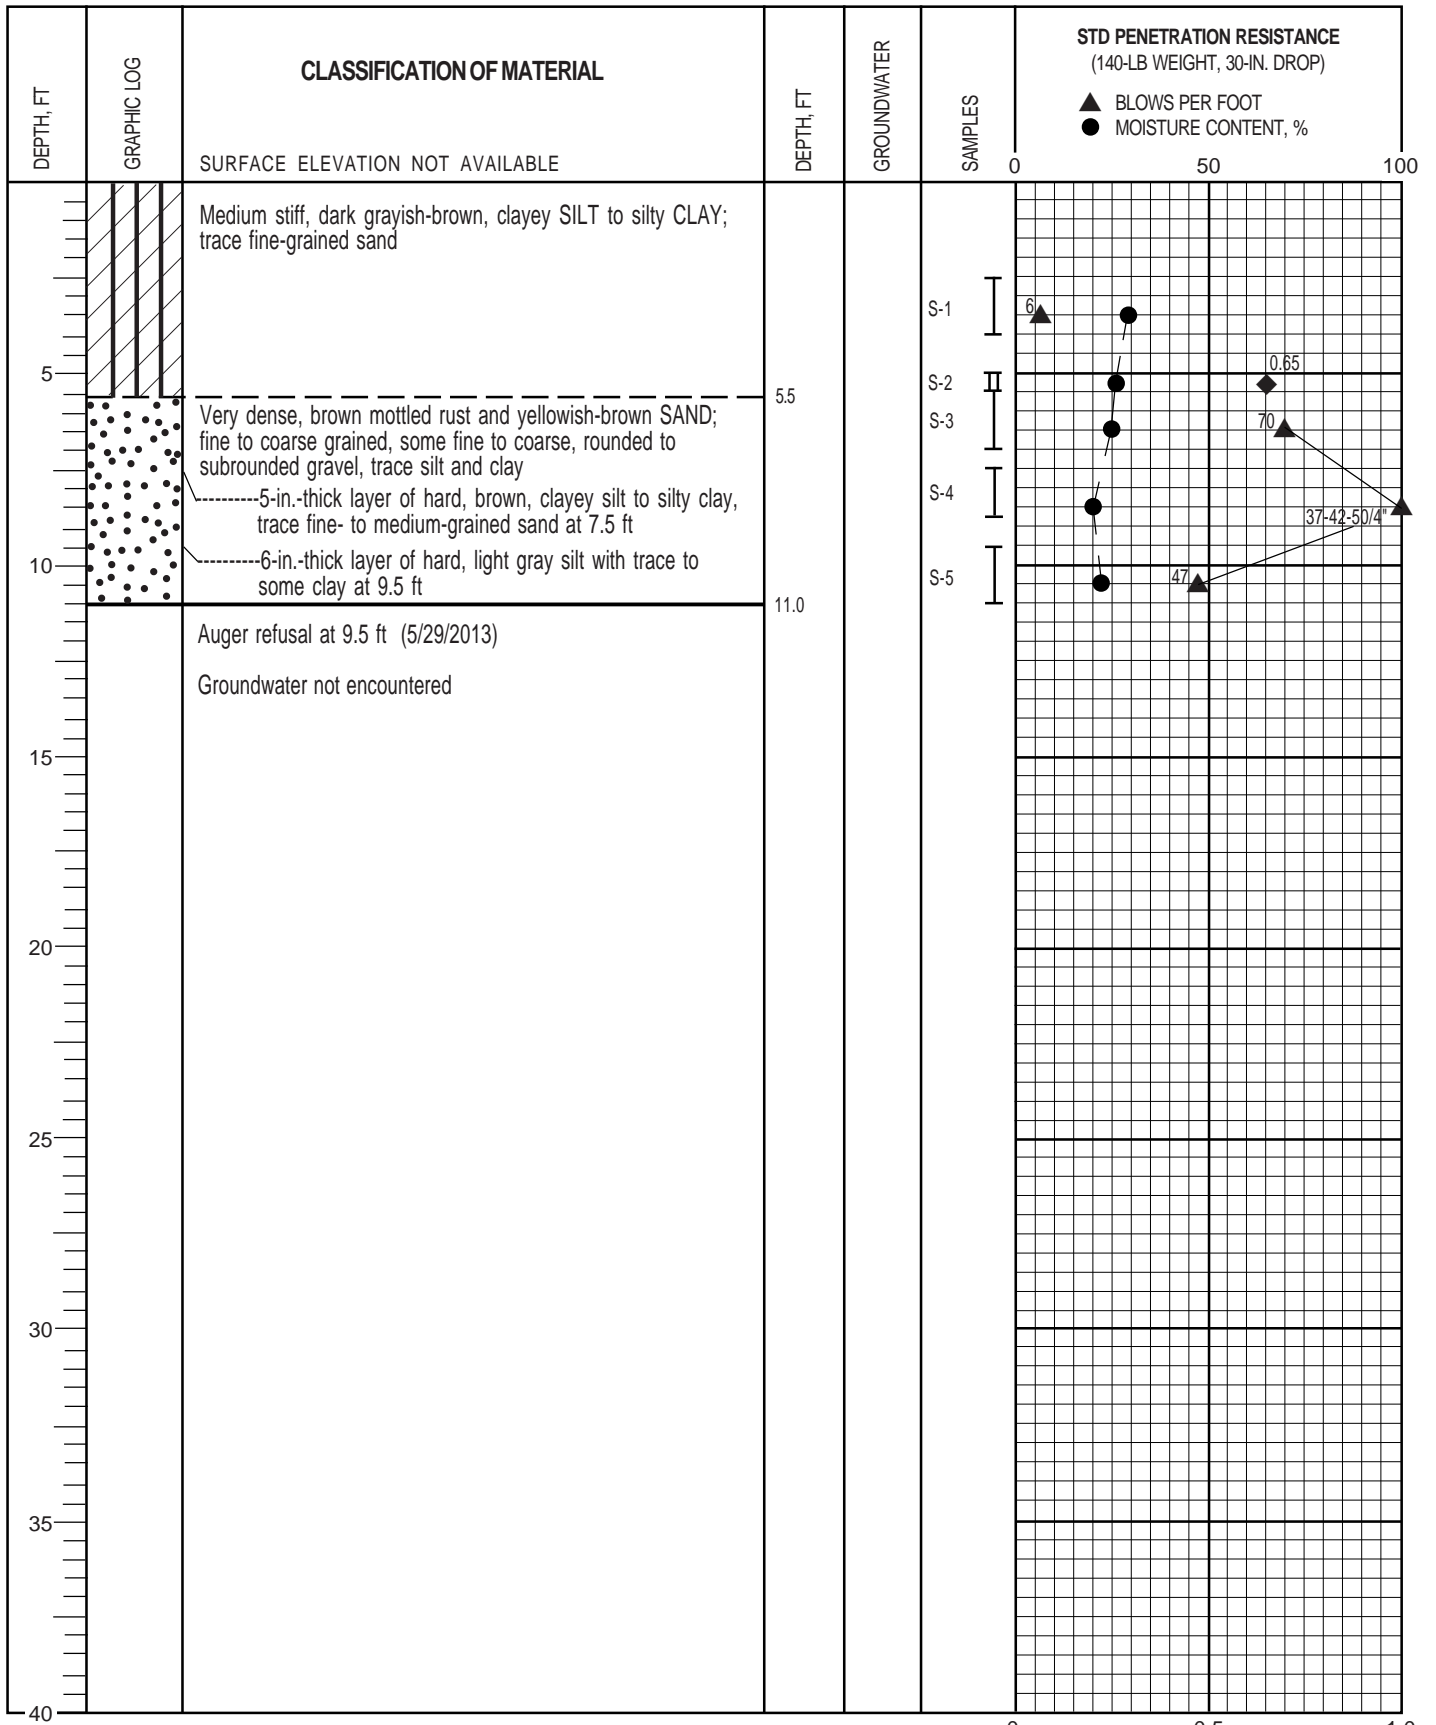 DEPTH, FT
GRAPHIC LOG
CLASSIFICATION OF MATERIAL
SURFACE ELEVATION NOT AVAILABLE
DEPTH, FT
GROUNDWATER
SAMPLES
STD PENETRATION RESISTANCE
(140-LB WEIGHT, 30-IN. DROP)
BLOWS PER FOOT
MOISTURE CONTENT, %
0 50 100
Medium stiff, dark grayish-brown, clayey SILT to silty CLAY;
trace fine-grained sand
S-1 6
0.65
5 S-2
5.5
Very dense, brown mottled rust and yellowish-brown SAND;
fine to coarse grained, some fine to coarse, rounded to
subrounded gravel, trace silt and clay
S-3 70
5-in.-thick layer of hard, brown, clayey silt to silty clay,
trace fine- to medium-grained sand at 7.5 ft
S-4
37-42-50/4"
6-in.-thick layer of hard, light gray silt with trace to
some clay at 9.5 ft
10
S-5 47
11.0
Auger refusal at 9.5 ft (5/29/2013)
Groundwater not encountered
15
20
25
30
35
40